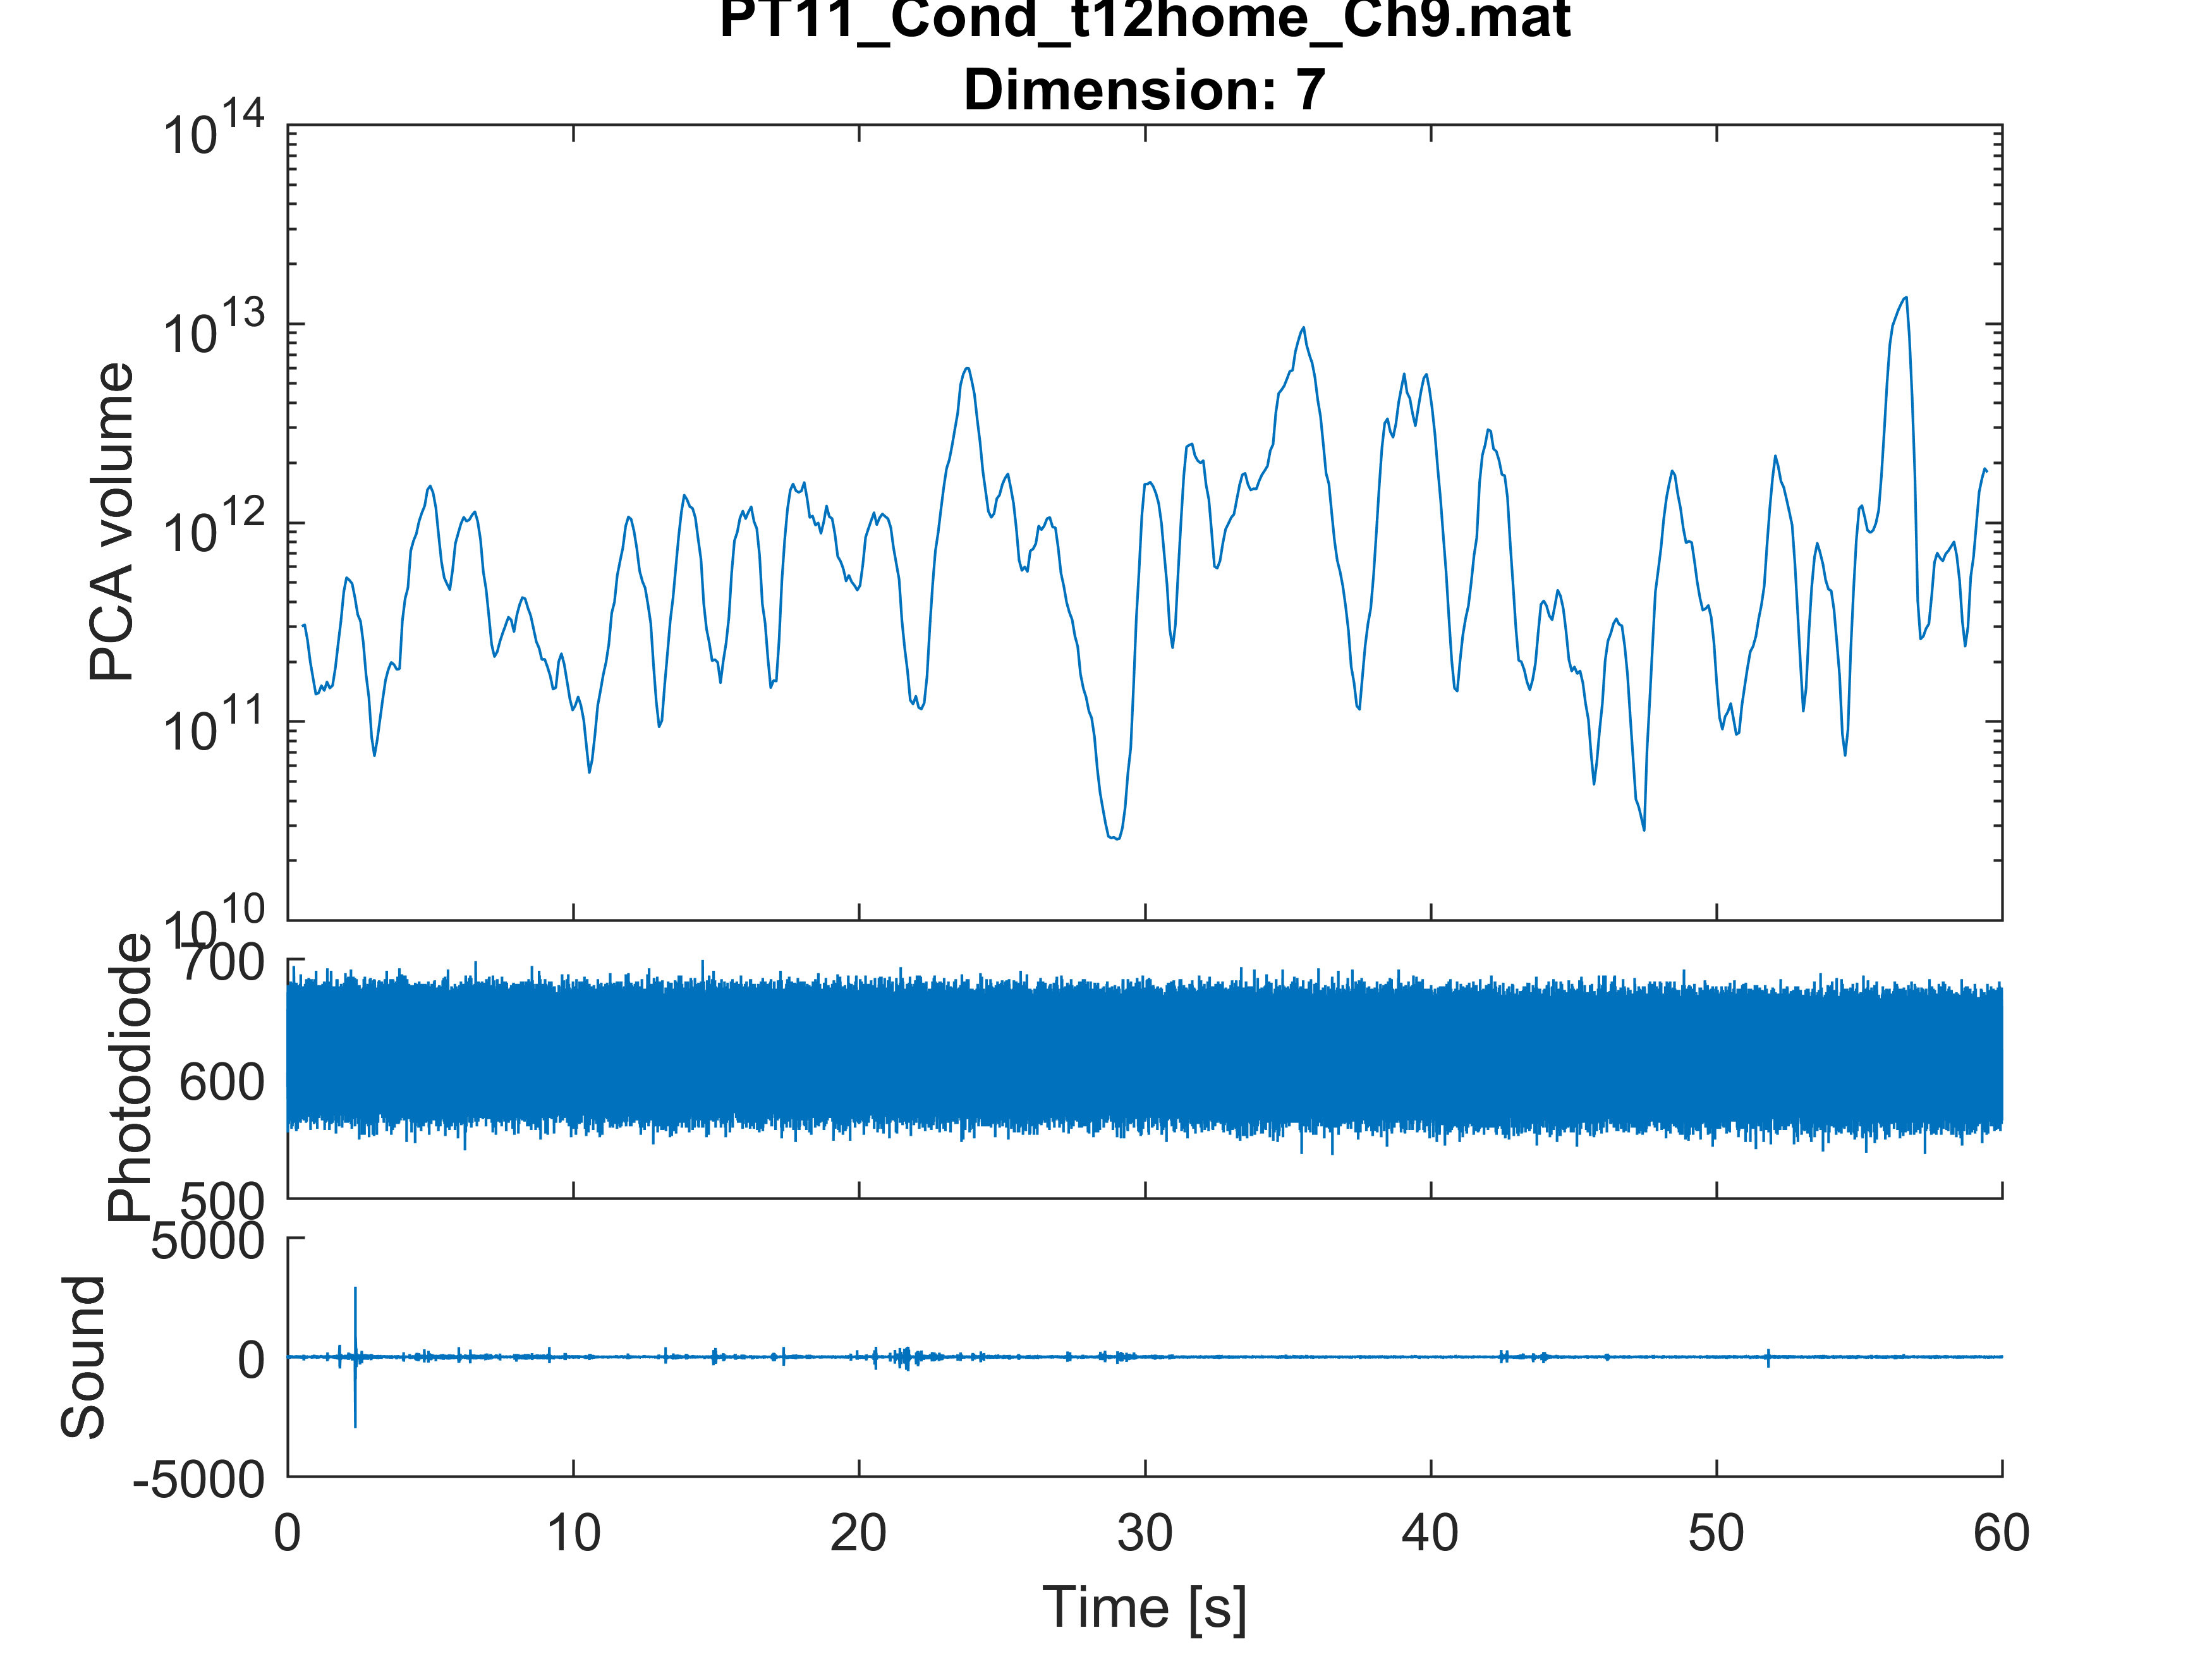 PT11_Cond_t12home_Ch9.mat
Dimension: 7
PCA volume
10^14
10^13
10^12
10^11
10^10
Photodiode
700
600
500
Sound
5000
0
-5000
0 10 20 30 40 50 60
Time [s]